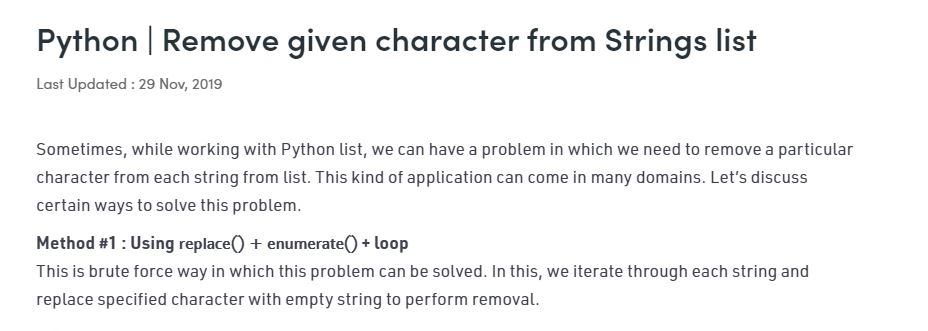 Python | Remove given character from Strings list
Last Updated : 29 Nov, 2019
Sometimes, while working with Python list, we can have a problem in which we need to remove a particular
character from each string from list. This kind of application can come in many domains. Let’s discuss
certain ways to solve this problem.
Method #1 : Using replace() + enumerate() + loop
This is brute force way in which this problem can be solved. In this, we iterate through each string and
replace specified character with empty string to perform removal.